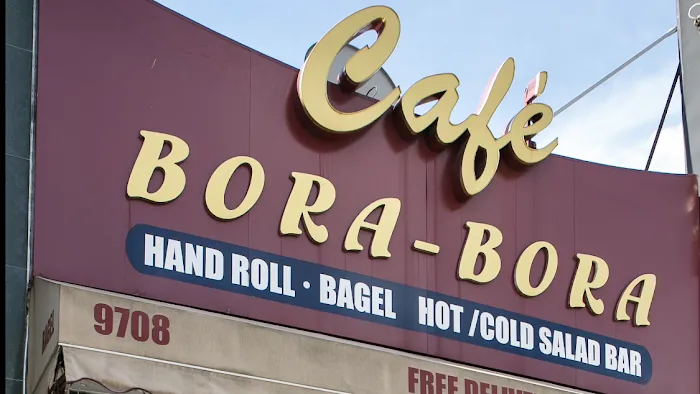 Café
BORA-BORA
HAND ROLL · BAGEL HOT /COLD SALAD BAR
9708
FREE